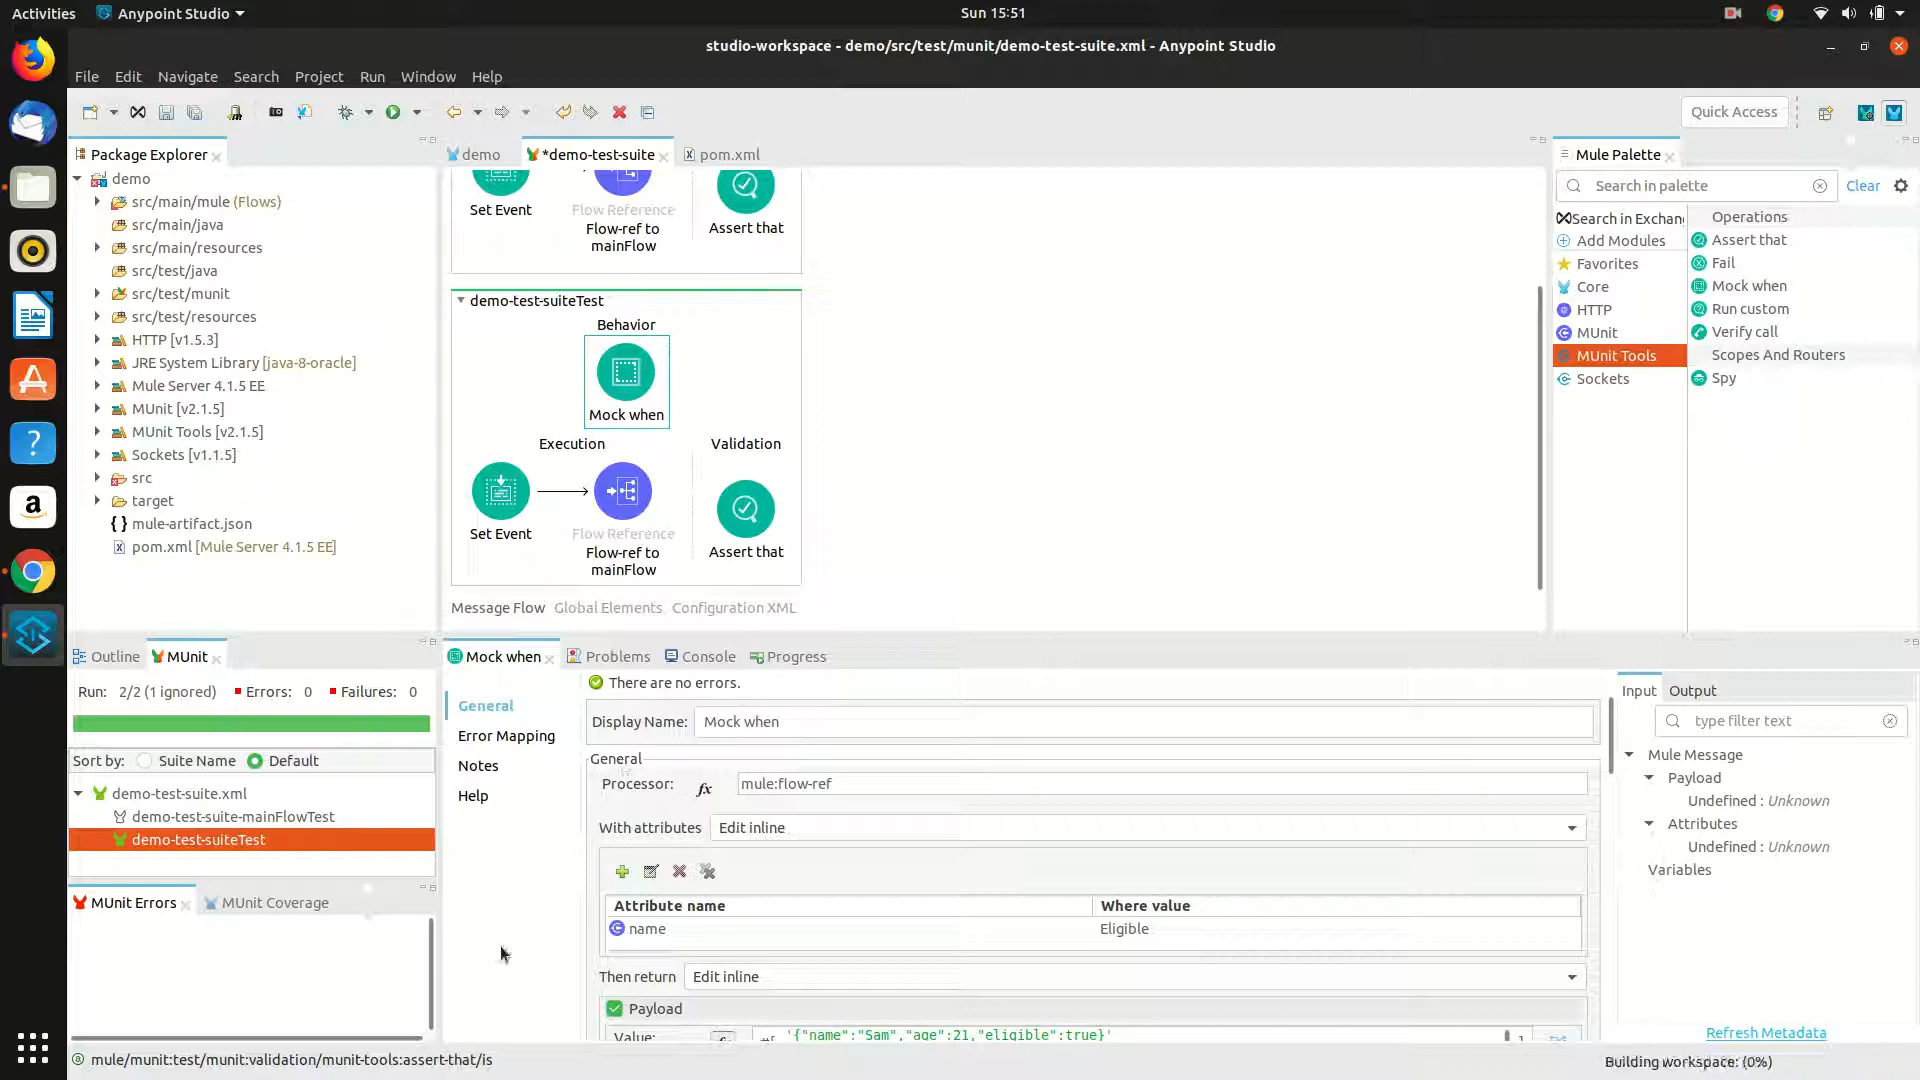 Activities Anypoint Studio Sun 15:51
studio-workspace - demo/src/test/munit/demo-test-suite.xml - Anypoint Studio
File Edit Navigate Search Project Run Window Help
Quick Access
Package Explorer
demo *demo-test-suite pom.xml
Mule Palette
demo
src/main/mule (Flows)
src/main/java
src/main/resources
src/test/java
src/test/munit
src/test/resources
HTTP [v1.5.3]
JRE System Library [java-8-oracle]
Mule Server 4.1.5 EE
MUnit [v2.1.5]
MUnit Tools [v2.1.5]
Sockets [v1.1.5]
src
target
mule-artifact.json
pom.xml [Mule Server 4.1.5 EE]
Set Event Flow Reference
Flow-ref to mainFlow
Assert that
demo-test-suiteTest
Behavior
Mock when
Execution Validation
Set Event Flow Reference
Flow-ref to mainFlow
Assert that
Message Flow Global Elements Configuration XML
Search in palette Clear
Search in Exchan
Add Modules
Favorites
Core
HTTP
MUnit
MUnit Tools
Sockets
Operations
Assert that
Fail
Mock when
Run custom
Verify call
Scopes And Routers
Spy
Outline MUnit
Run: 2/2 (1 ignored) Errors: 0 Failures: 0
Sort by: Suite Name Default
demo-test-suite.xml
demo-test-suite-mainFlowTest
demo-test-suiteTest
MUnit Errors MUnit Coverage
Mock when Problems Console Progress
There are no errors.
General
Error Mapping
Notes
Help
Display Name: Mock when
General
Processor: fx mule:flow-ref
With attributes Edit inline
Attribute name Where value
name Eligible
Then return Edit inline
Payload
Value: #[ '{"name":"Sam","age":21,"eligible":true}' ]
Input Output
type filter text
Mule Message
Payload
Undefined : Unknown
Attributes
Undefined : Unknown
Variables
Refresh Metadata
mule/munit:test/munit:validation/munit-tools:assert-that/is
Building workspace: (0%)